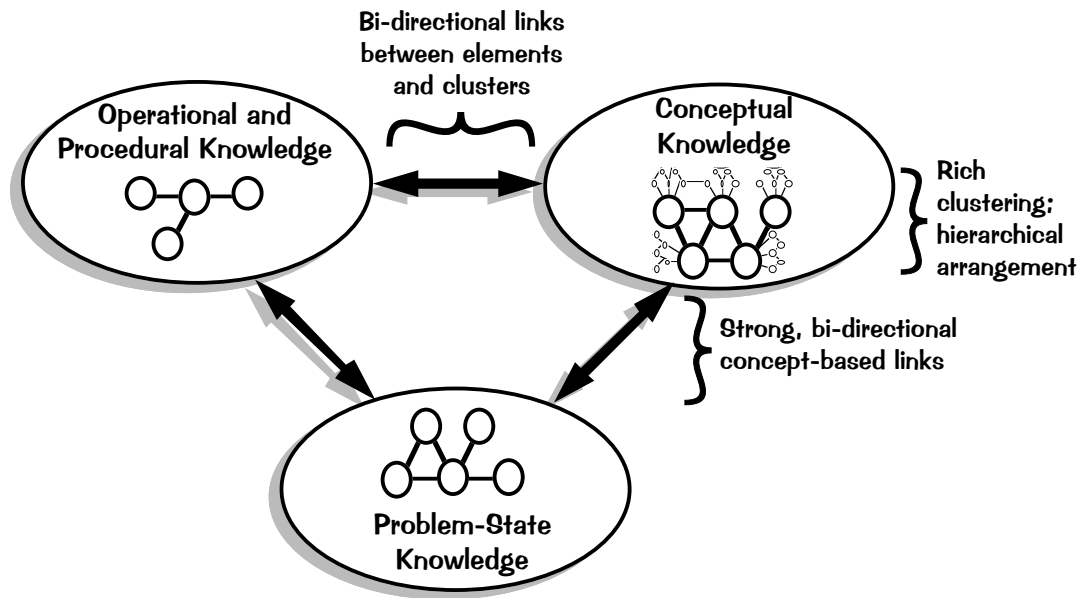 Bi-directional links
between elements
and clusters
Operational and
Procedural Knowledge
Conceptual
Knowledge
Rich
clustering;
hierarchical
arrangement
Strong, bi-directional
concept-based links
Problem-State
Knowledge